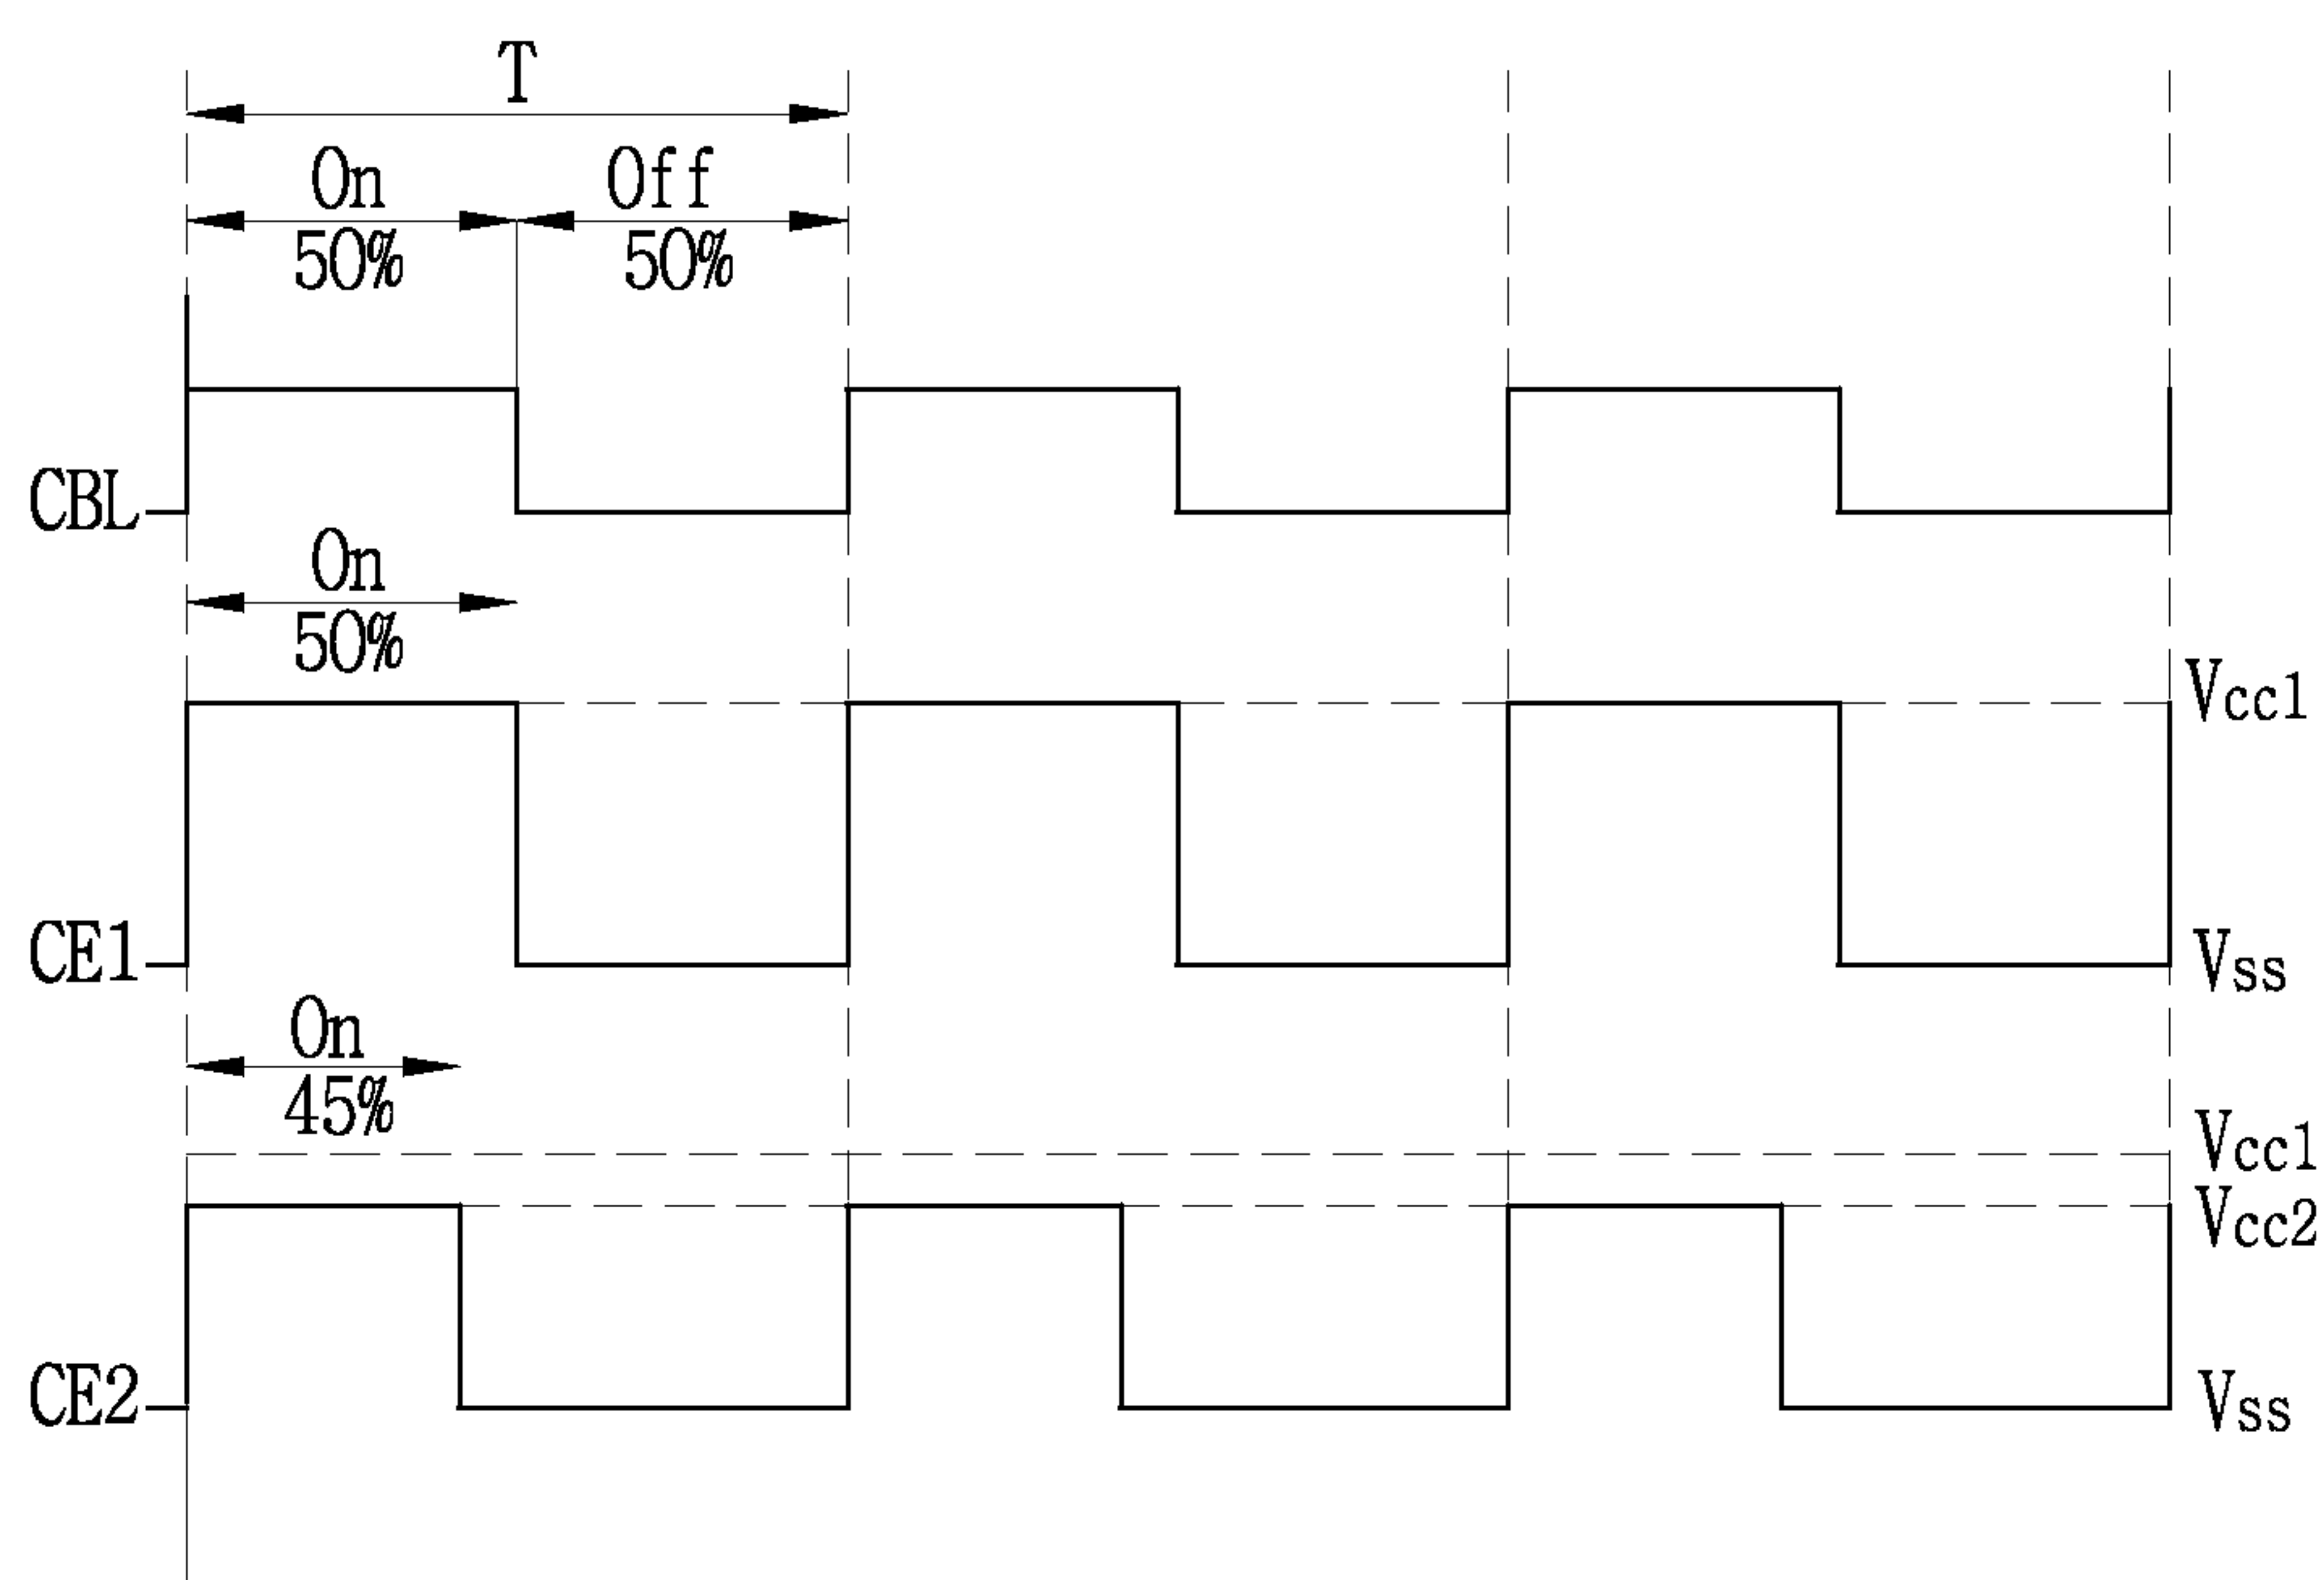 T
On Off
50% 50%
CBL
On
50%
Vcc1
CE1
Vss
On
45%
Vcc1
Vcc2
CE2
Vss